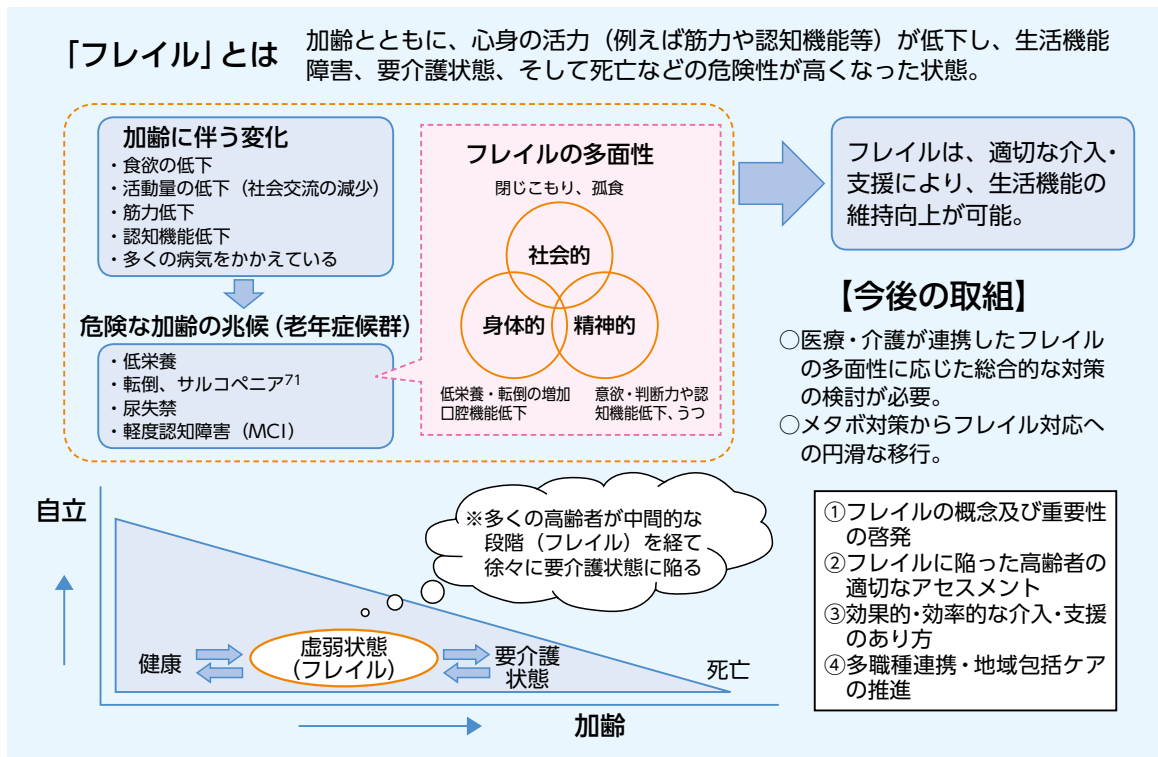 「フレイル」とは
加齢とともに、心身の活力（例えば筋力や認知機能等）が低下し、生活機能
障害、要介護状態、そして死亡などの危険性が高くなった状態。
加齢に伴う変化
・食欲の低下
・活動量の低下（社会交流の減少）
・筋力低下
・認知機能低下
・多くの病気をかかえている
危険な加齢の兆候（老年症候群）
・低栄養
・転倒、サルコペニア71
・尿失禁
・軽度認知障害（MCI）
フレイルの多面性
閉じこもり、孤食
社会的
身体的
精神的
低栄養・転倒の増加
口腔機能低下
意欲・判断力や認
知機能低下、うつ
フレイルは、適切な介入・
支援により、生活機能の
維持向上が可能。
【今後の取組】
○医療・介護が連携したフレイル
の多面性に応じた総合的な対策
の検討が必要。
○メタボ対策からフレイル対応へ
の円滑な移行。
①フレイルの概念及び重要性
の啓発
②フレイルに陥った高齢者の
適切なアセスメント
③効果的・効率的な介入・支援
のあり方
④多職種連携・地域包括ケア
の推進
自立
※多くの高齢者が中間的な
段階（フレイル）を経て
徐々に要介護状態に陥る
健康
虚弱状態
（フレイル）
要介護
状態
死亡
加齢